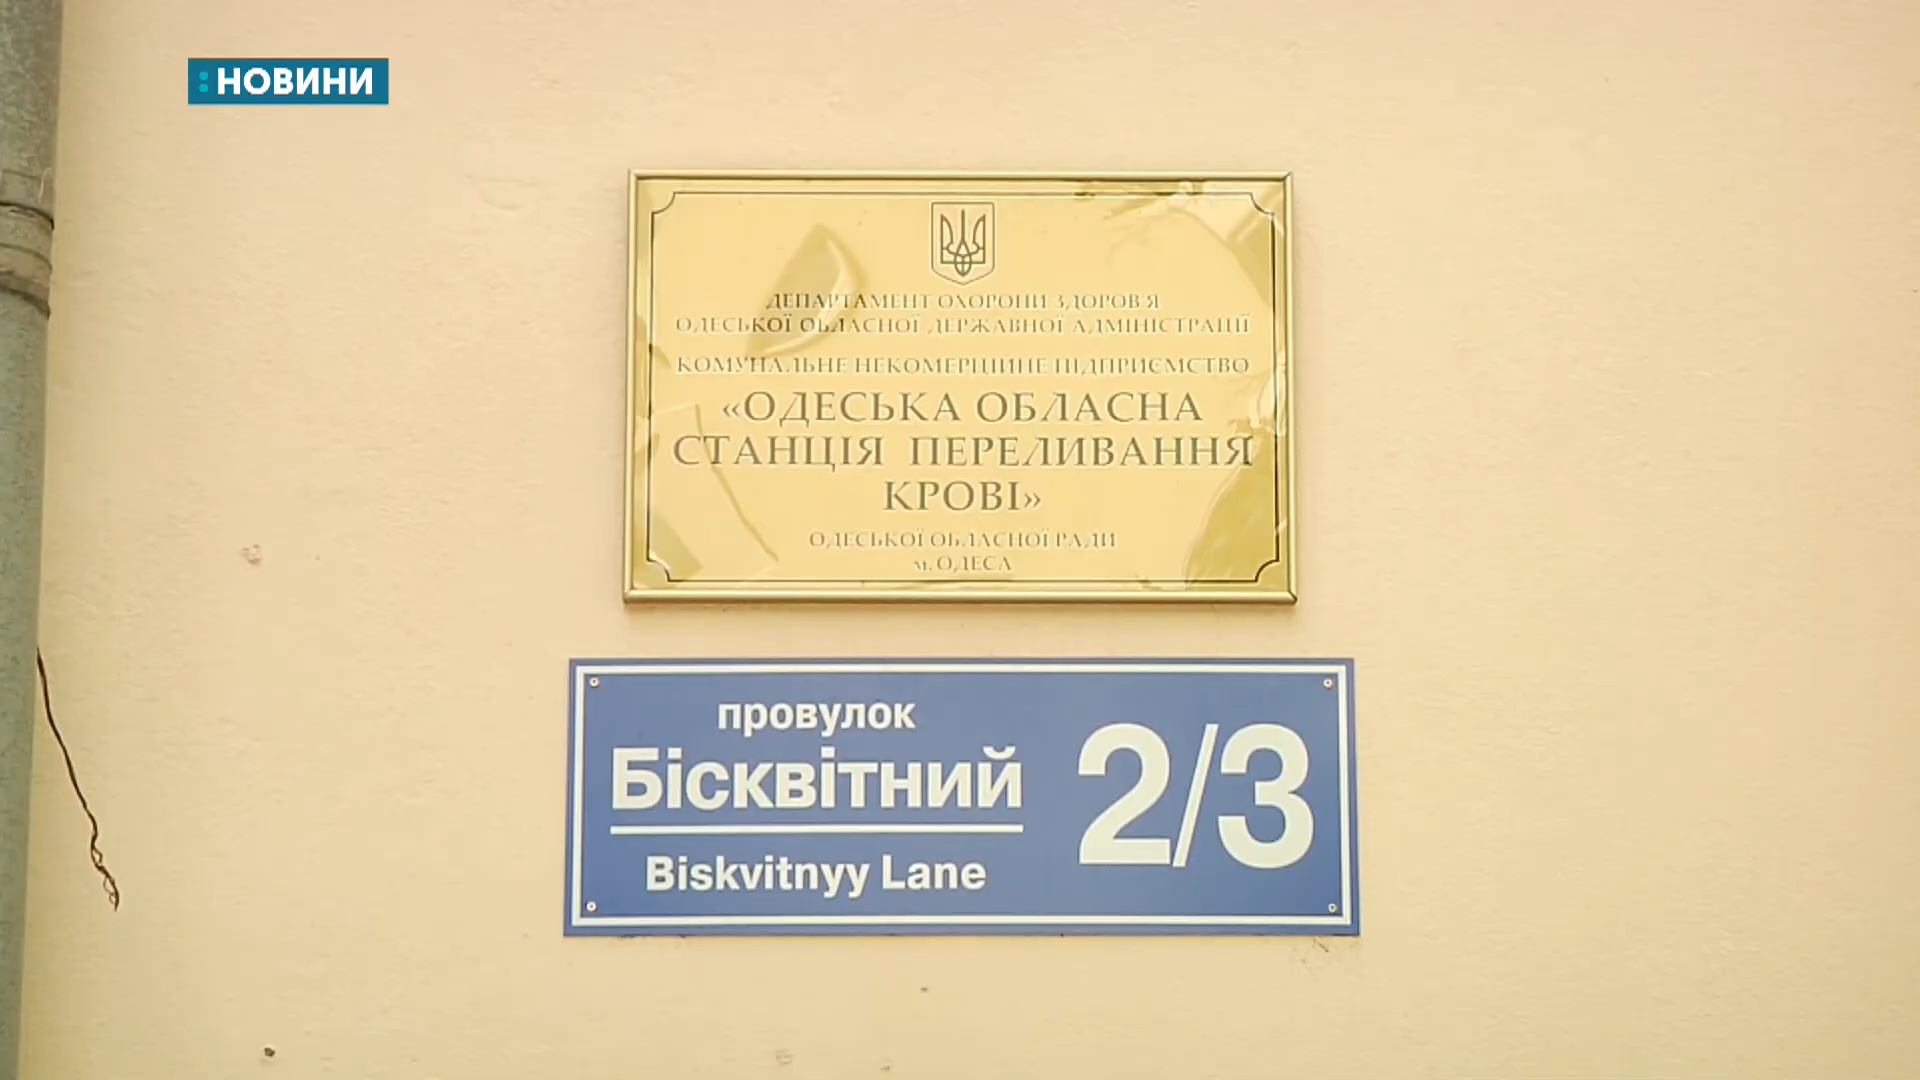 :НОВИНИ
ДЕПАРТАМЕНТ ОХОРОНИ ЗДОРОВ'Я
ОДЕСЬКОЇ ОБЛАСНОЇ ДЕРЖАВНОЇ АДМІНІСТРАЦІЇ
КОМУНАЛЬНЕ НЕКОМЕРЦІЙНЕ ПІДПРИЄМСТВО
«ОДЕСЬКА ОБЛАСНА
СТАНЦІЯ ПЕРЕЛИВАННЯ
КРОВІ»
ОДЕСЬКОЇ ОБЛАСНОЇ РАДИ
м. ОДЕСА
провулок
Бісквітний
2/3
Biskvitnyy Lane